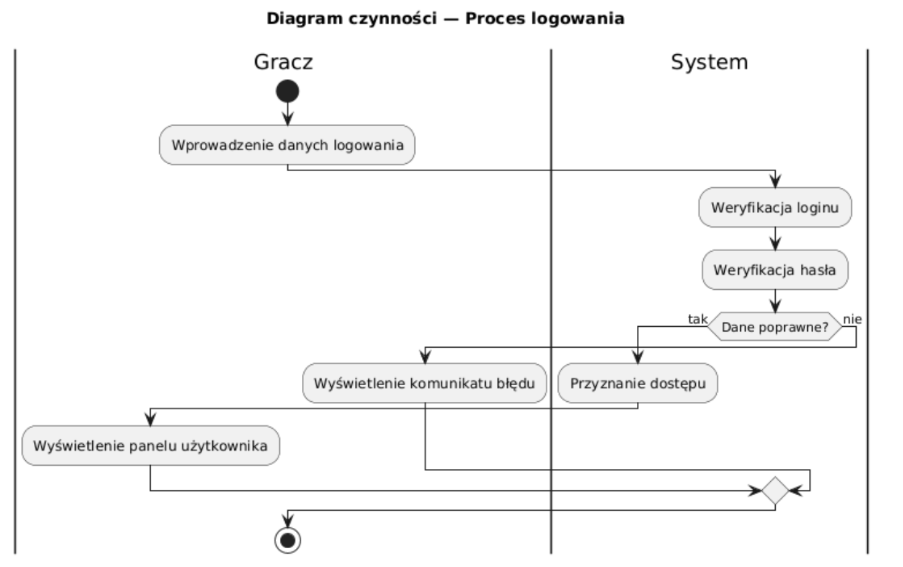 Diagram czynności — Proces logowania
Gracz
System
Wprowadzenie danych logowania
Weryfikacja loginu
Weryfikacja hasła
tak
Dane poprawne?
nie
Wyświetlenie komunikatu błędu
Przyznanie dostępu
Wyświetlenie panelu użytkownika